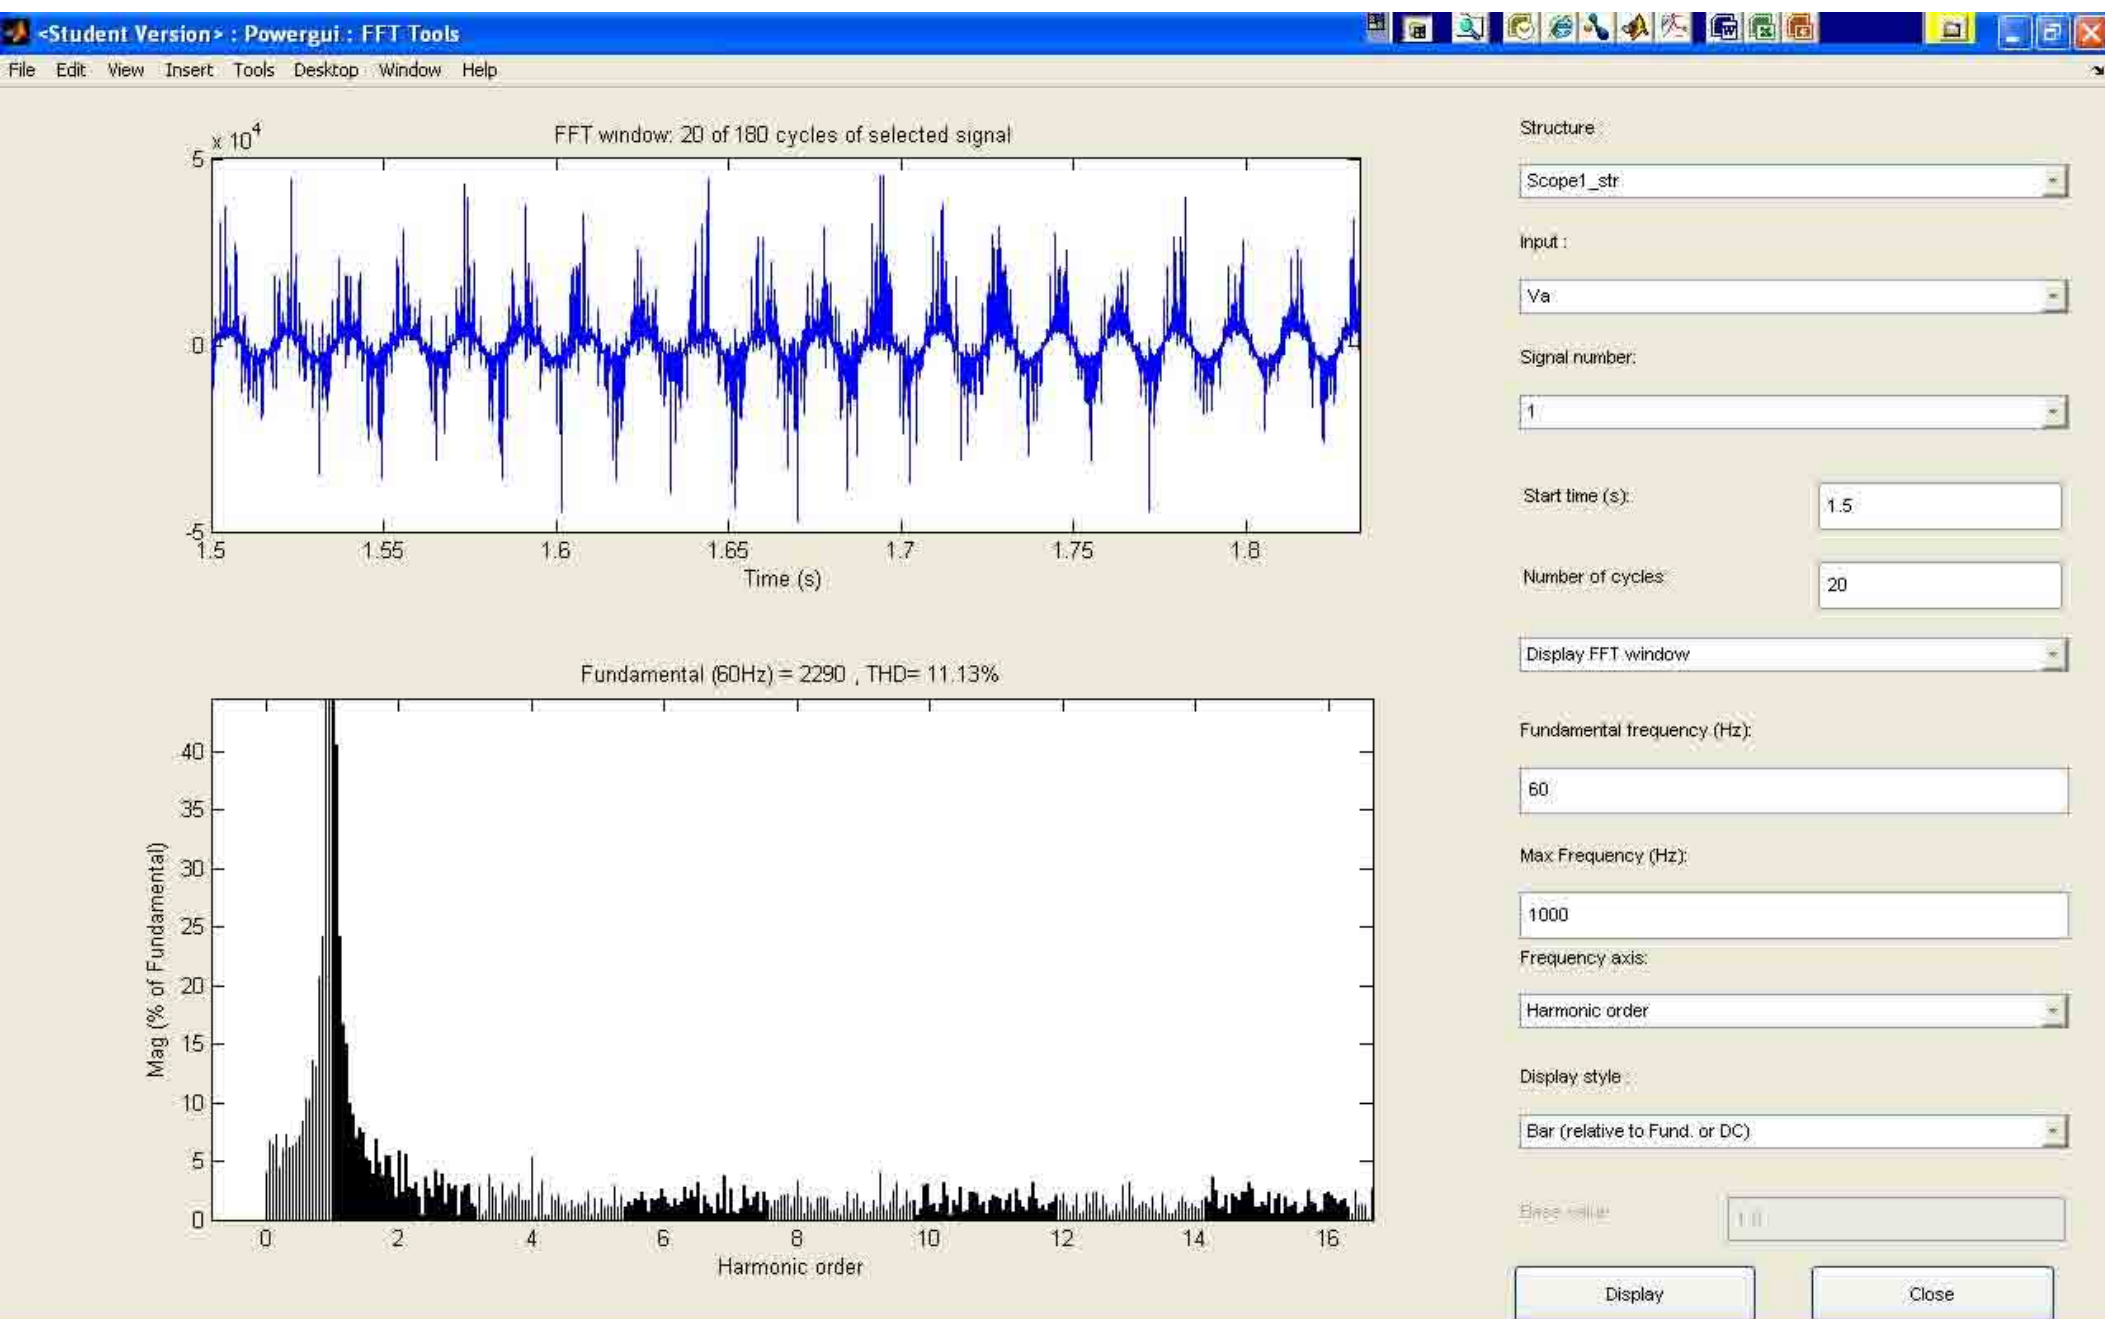 <Student Version> : Powergui : FFT Tools
File Edit View Insert Tools Desktop Window Help
x 10^4
FFT window: 20 of 180 cycles of selected signal
5
0
-5
1.5 1.55 1.6 1.65 1.7 1.75 1.8
Time (s)
Fundamental (60Hz) = 2290 , THD= 11.13%
Mag (% of Fundamental)
40
35
30
25
20
15
10
5
0
0 2 4 6 8 10 12 14 16
Harmonic order
Structure :
Scope1_str
Input :
Va
Signal number:
1
Start time (s):
1.5
Number of cycles:
20
Display FFT window
Fundamental frequency (Hz):
60
Max Frequency (Hz):
1000
Frequency axis:
Harmonic order
Display style :
Bar (relative to Fund. or DC)
Base value:
1.0
Display
Close